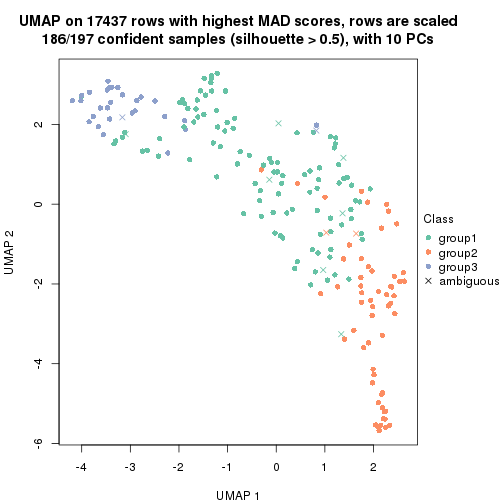 UMAP on 17437 rows with highest MAD scores, rows are scaled
186/197 confident samples (silhouette > 0.5), with 10 PCs
2
0
-2
-4
-6
UMAP 2
-4 -3 -2 -1 0 1 2
UMAP 1
Class
group1
group2
group3
ambiguous